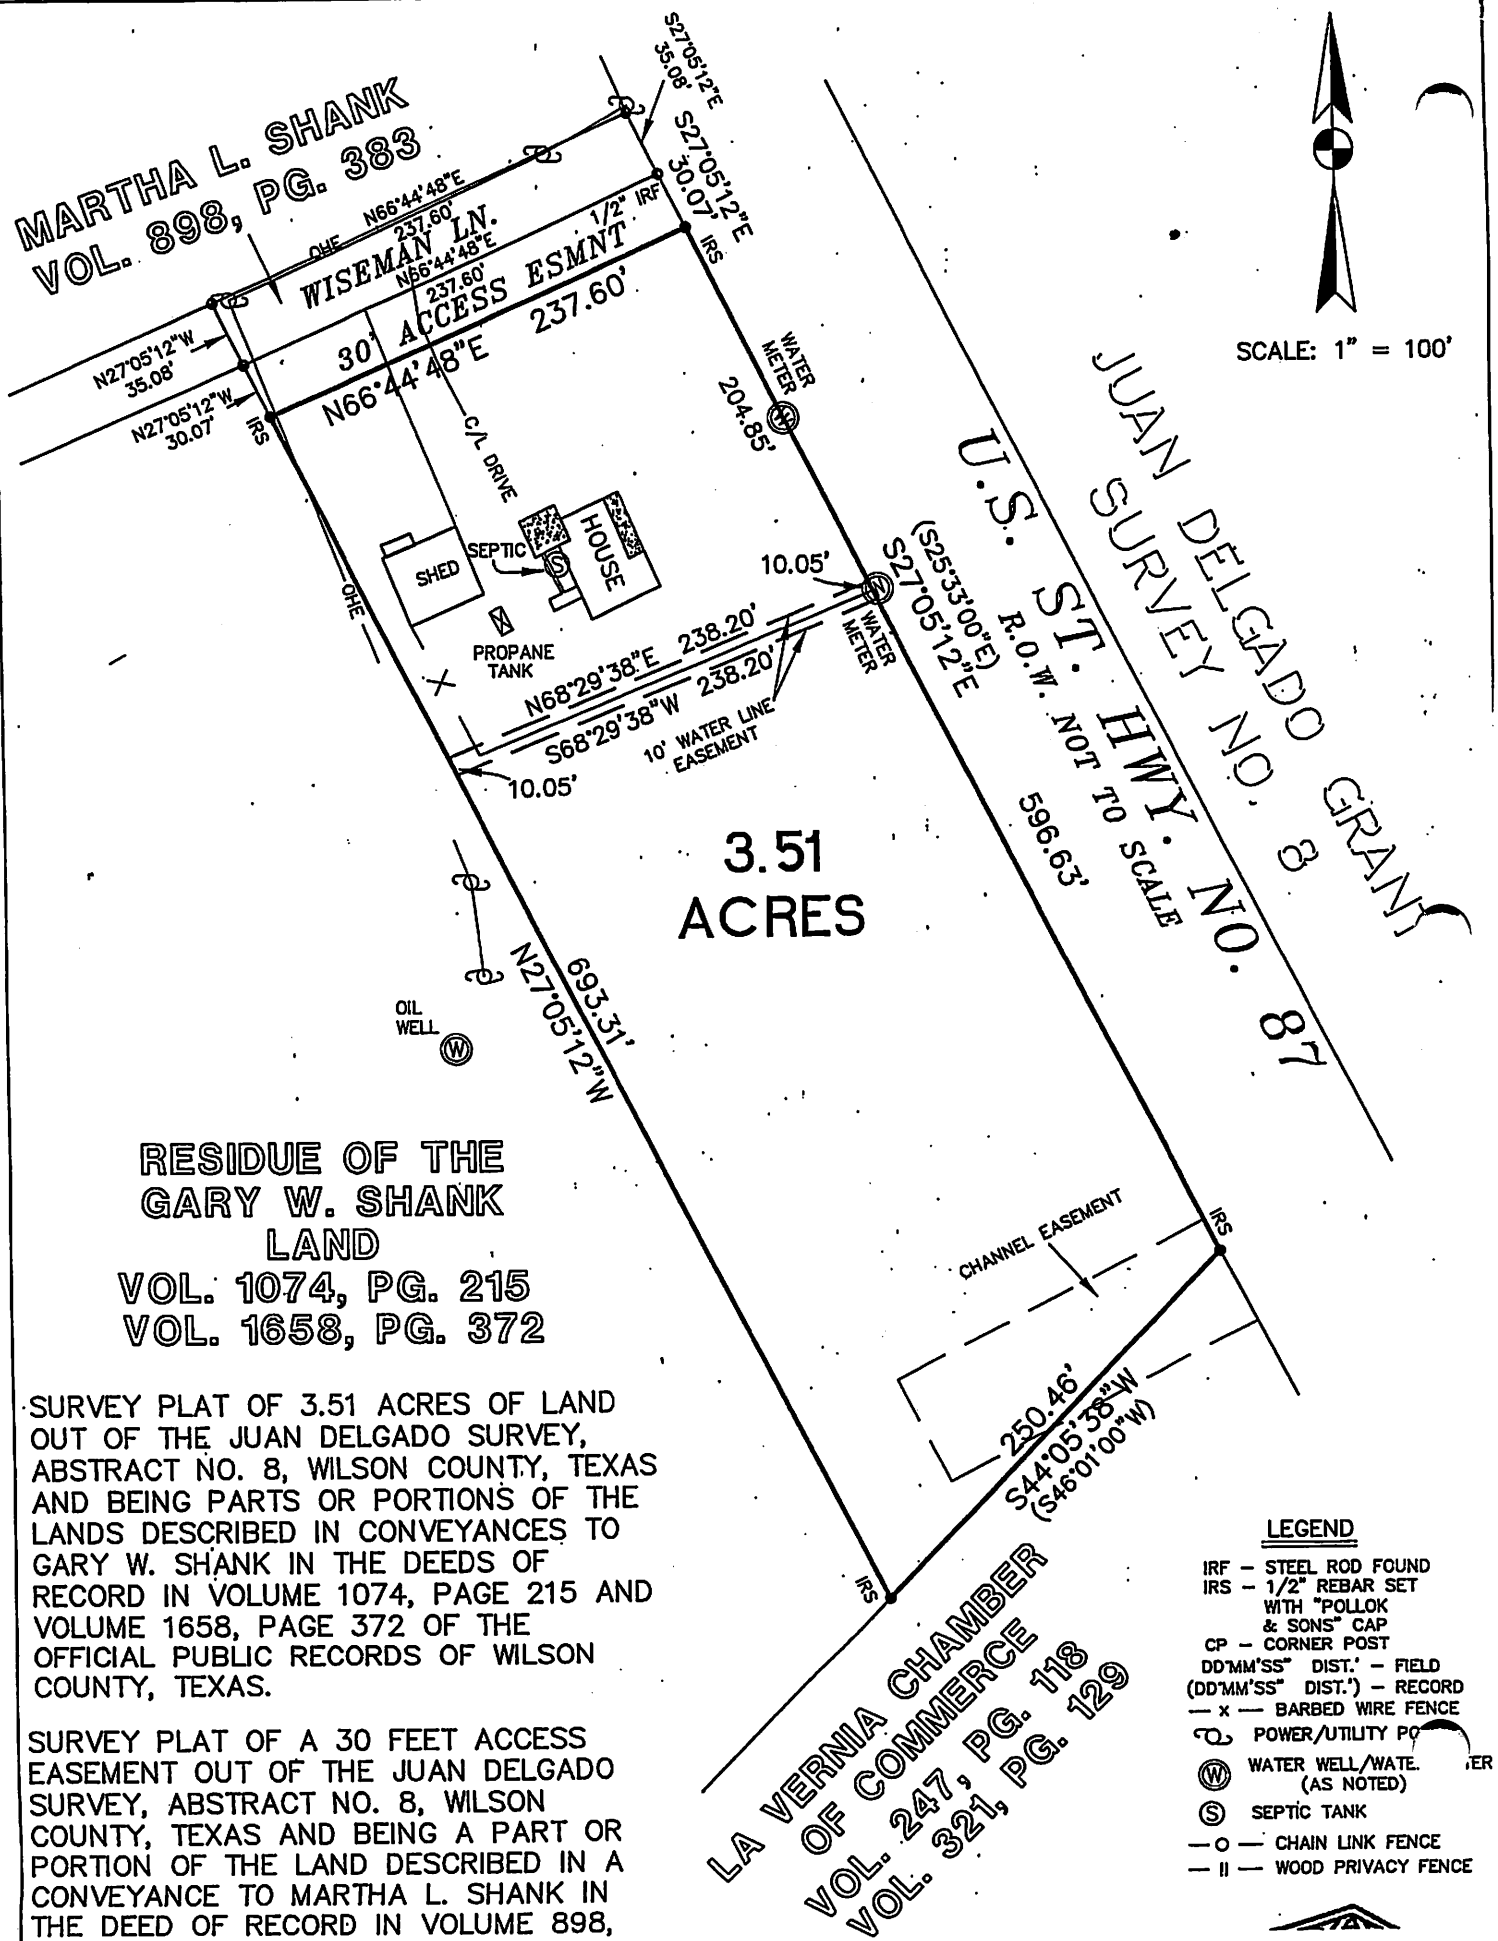 MARTHA L. SHANK
VOL. 898, PG. 383
S27°05'12"E
35.08'
S27°05'12"E
30.07'
N66°44'48"E
237.60'
OHE
WISEMAN LN.
N66°44'48"E
237.60'
1/2" IRF
30' ACCESS ESMNT
N66°44'48"E 237.60'
IRS
N27°05'12"W
35.08'
N27°05'12"W
30.07'
IRS
SCALE: 1" = 100'
WATER
METER
204.85'
C/L DRIVE
SEPTIC
SHED
HOUSE
OHE
PROPANE
TANK
10.05'
WATER
METER
(S25°33'00"E)
S27°05'12"E
N68°29'38"E 238.20'
S68°29'38"W 238.20'
10' WATER LINE
EASEMENT
10.05'
U.S. ST. HWY. NO. 87
R.O.W. NOT TO SCALE
JUAN DELGADO GRANT
SURVEY NO. 8
596.63'
3.51
ACRES
693.31'
N27°05'12"W
OIL
WELL
W
RESIDUE OF THE
GARY W. SHANK
LAND
VOL. 1074, PG. 215
VOL. 1658, PG. 372
CHANNEL EASEMENT
IRS
250.46'
S44°05'38"W
(S46°01'00"W)
IRS
LA VERNIA CHAMBER
OF COMMERCE
VOL. 247, PG. 118
VOL. 321, PG. 129
SURVEY PLAT OF 3.51 ACRES OF LAND
OUT OF THE JUAN DELGADO SURVEY,
ABSTRACT NO. 8, WILSON COUNTY, TEXAS
AND BEING PARTS OR PORTIONS OF THE
LANDS DESCRIBED IN CONVEYANCES TO
GARY W. SHANK IN THE DEEDS OF
RECORD IN VOLUME 1074, PAGE 215 AND
VOLUME 1658, PAGE 372 OF THE
OFFICIAL PUBLIC RECORDS OF WILSON
COUNTY, TEXAS.
SURVEY PLAT OF A 30 FEET ACCESS
EASEMENT OUT OF THE JUAN DELGADO
SURVEY, ABSTRACT NO. 8, WILSON
COUNTY, TEXAS AND BEING A PART OR
PORTION OF THE LAND DESCRIBED IN A
CONVEYANCE TO MARTHA L. SHANK IN
THE DEED OF RECORD IN VOLUME 898,
LEGEND
IRF – STEEL ROD FOUND
IRS – 1/2" REBAR SET
WITH "POLLOK
& SONS" CAP
CP – CORNER POST
DD°MM'SS" DIST.' – FIELD
(DD°MM'SS" DIST.') – RECORD
— x — BARBED WIRE FENCE
POWER/UTILITY
W WATER WELL/
(AS NOTED)
S SEPTIC TANK
— o — CHAIN LINK FENCE
— II — WOOD PRIVACY FENCE